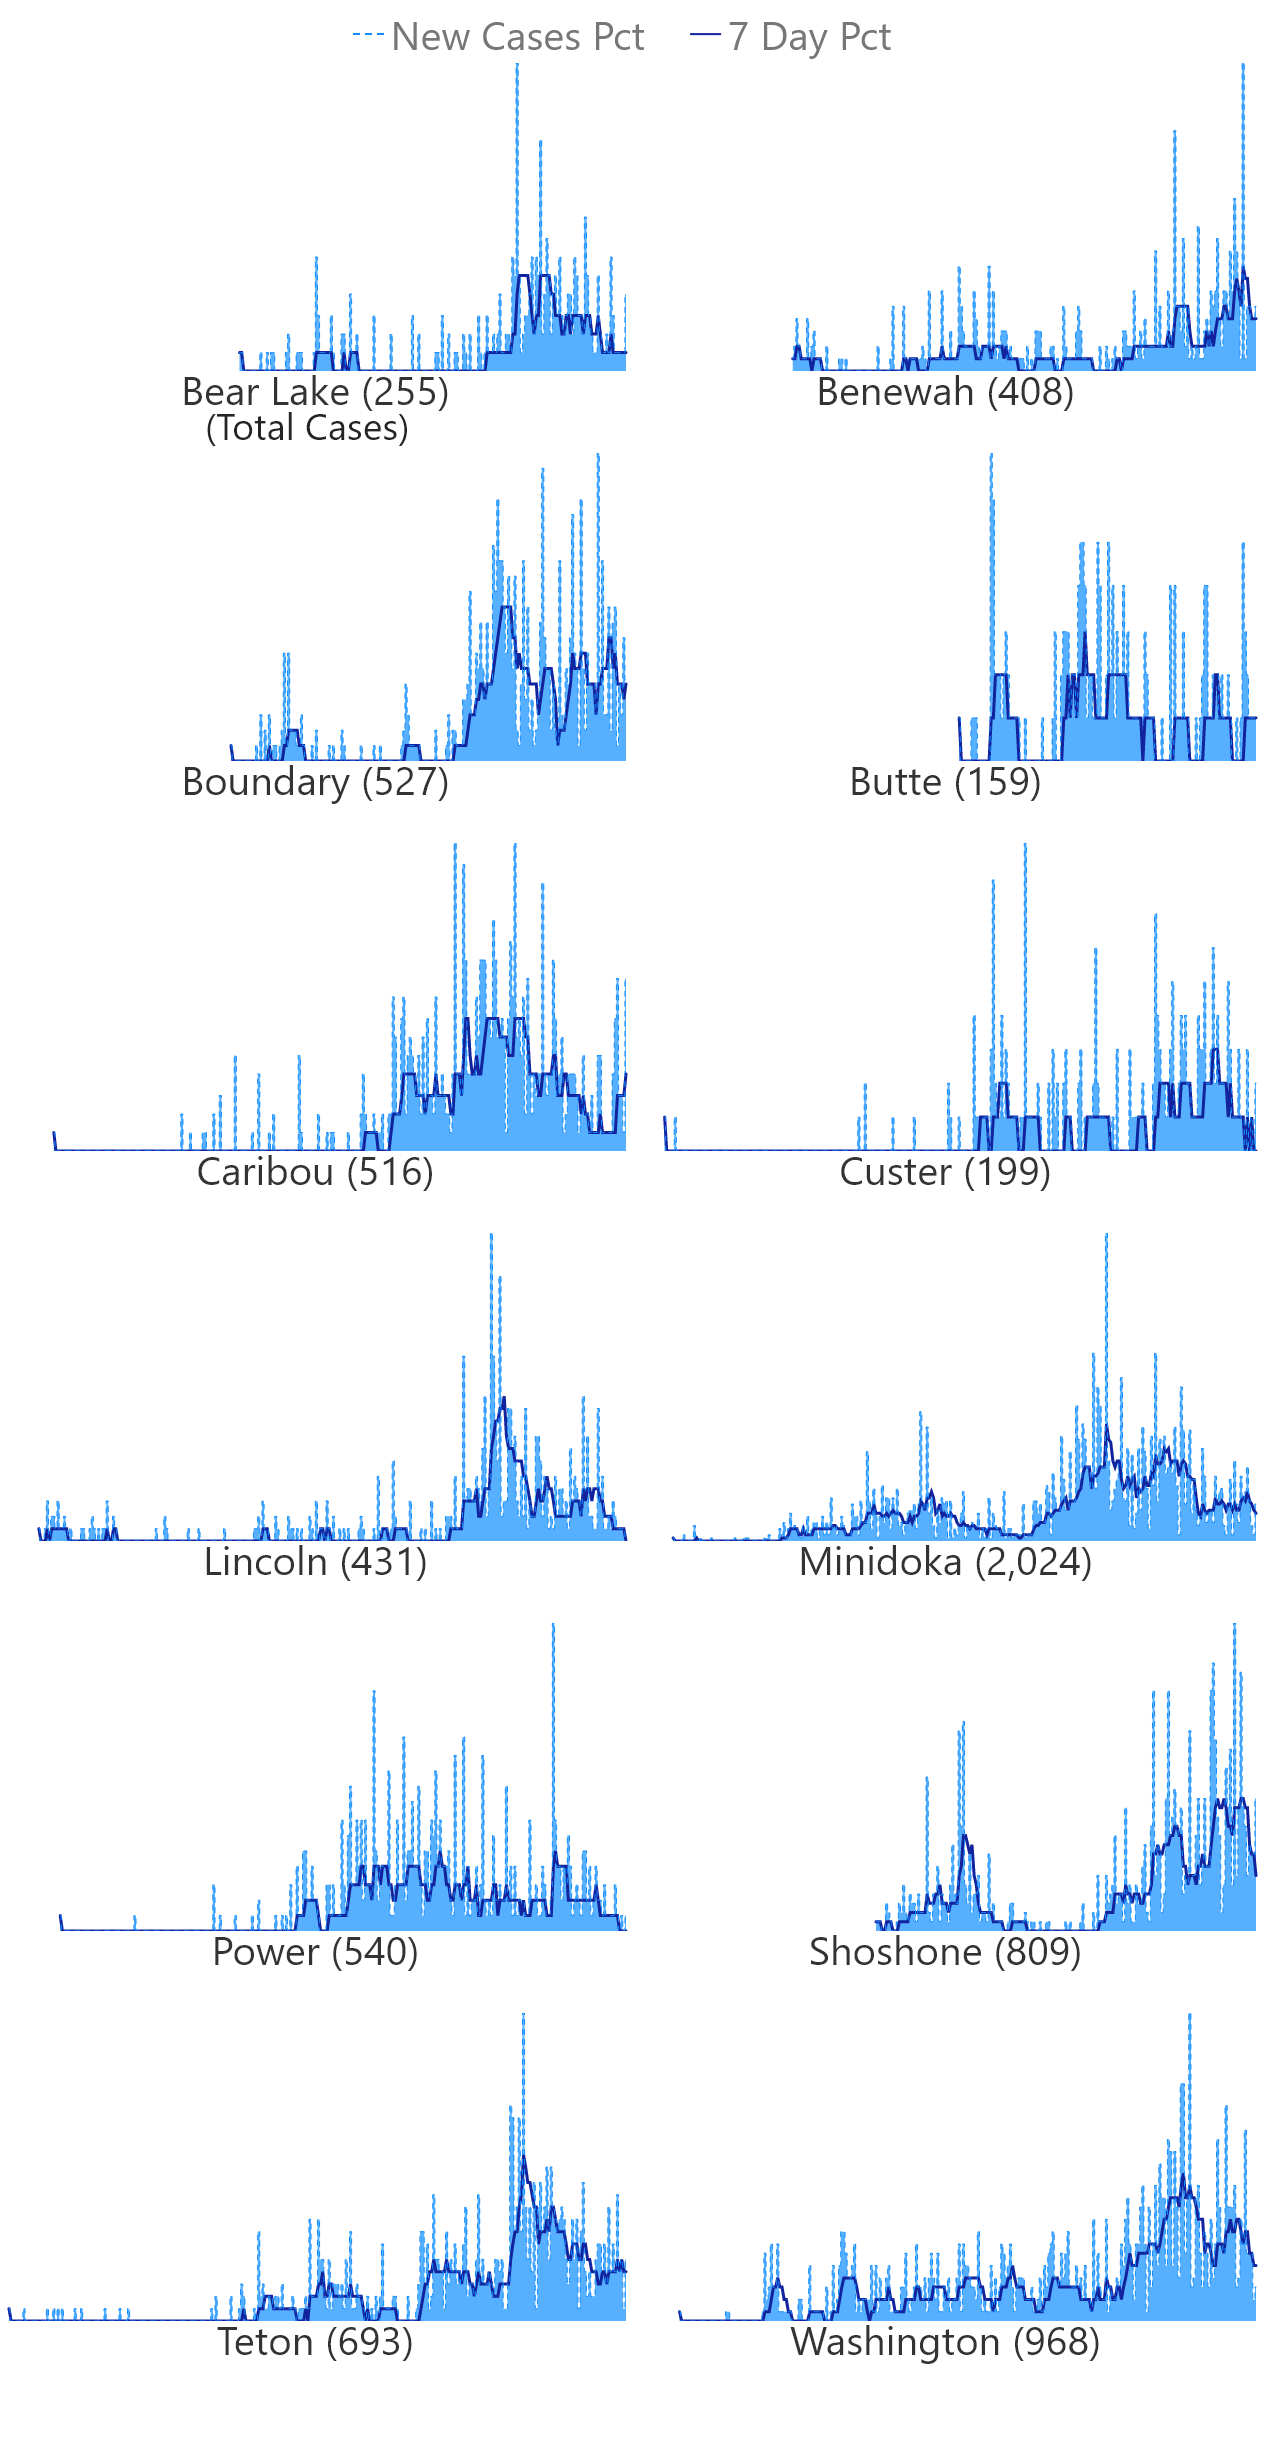 New Cases Pct 7 Day Pct
Bear Lake (255) Benewah (408)
(Total Cases)
Boundary (527) Butte (159)
Caribou (516) Custer (199)
Lincoln (431) Minidoka (2,024)
Power (540) Shoshone (809)
Teton (693) Washington (968)